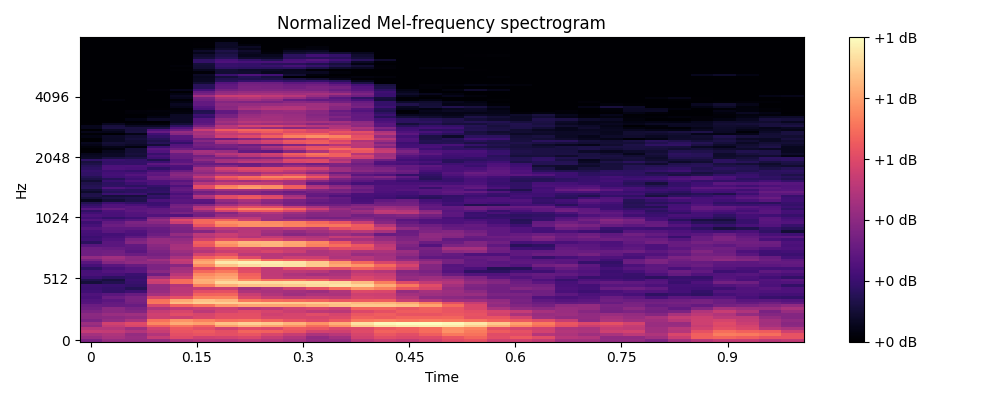 Normalized Mel-frequency spectrogram
Hz
4096
2048
1024
512
0
0 0.15 0.3 0.45 0.6 0.75 0.9
Time
+1 dB
+1 dB
+1 dB
+0 dB
+0 dB
+0 dB